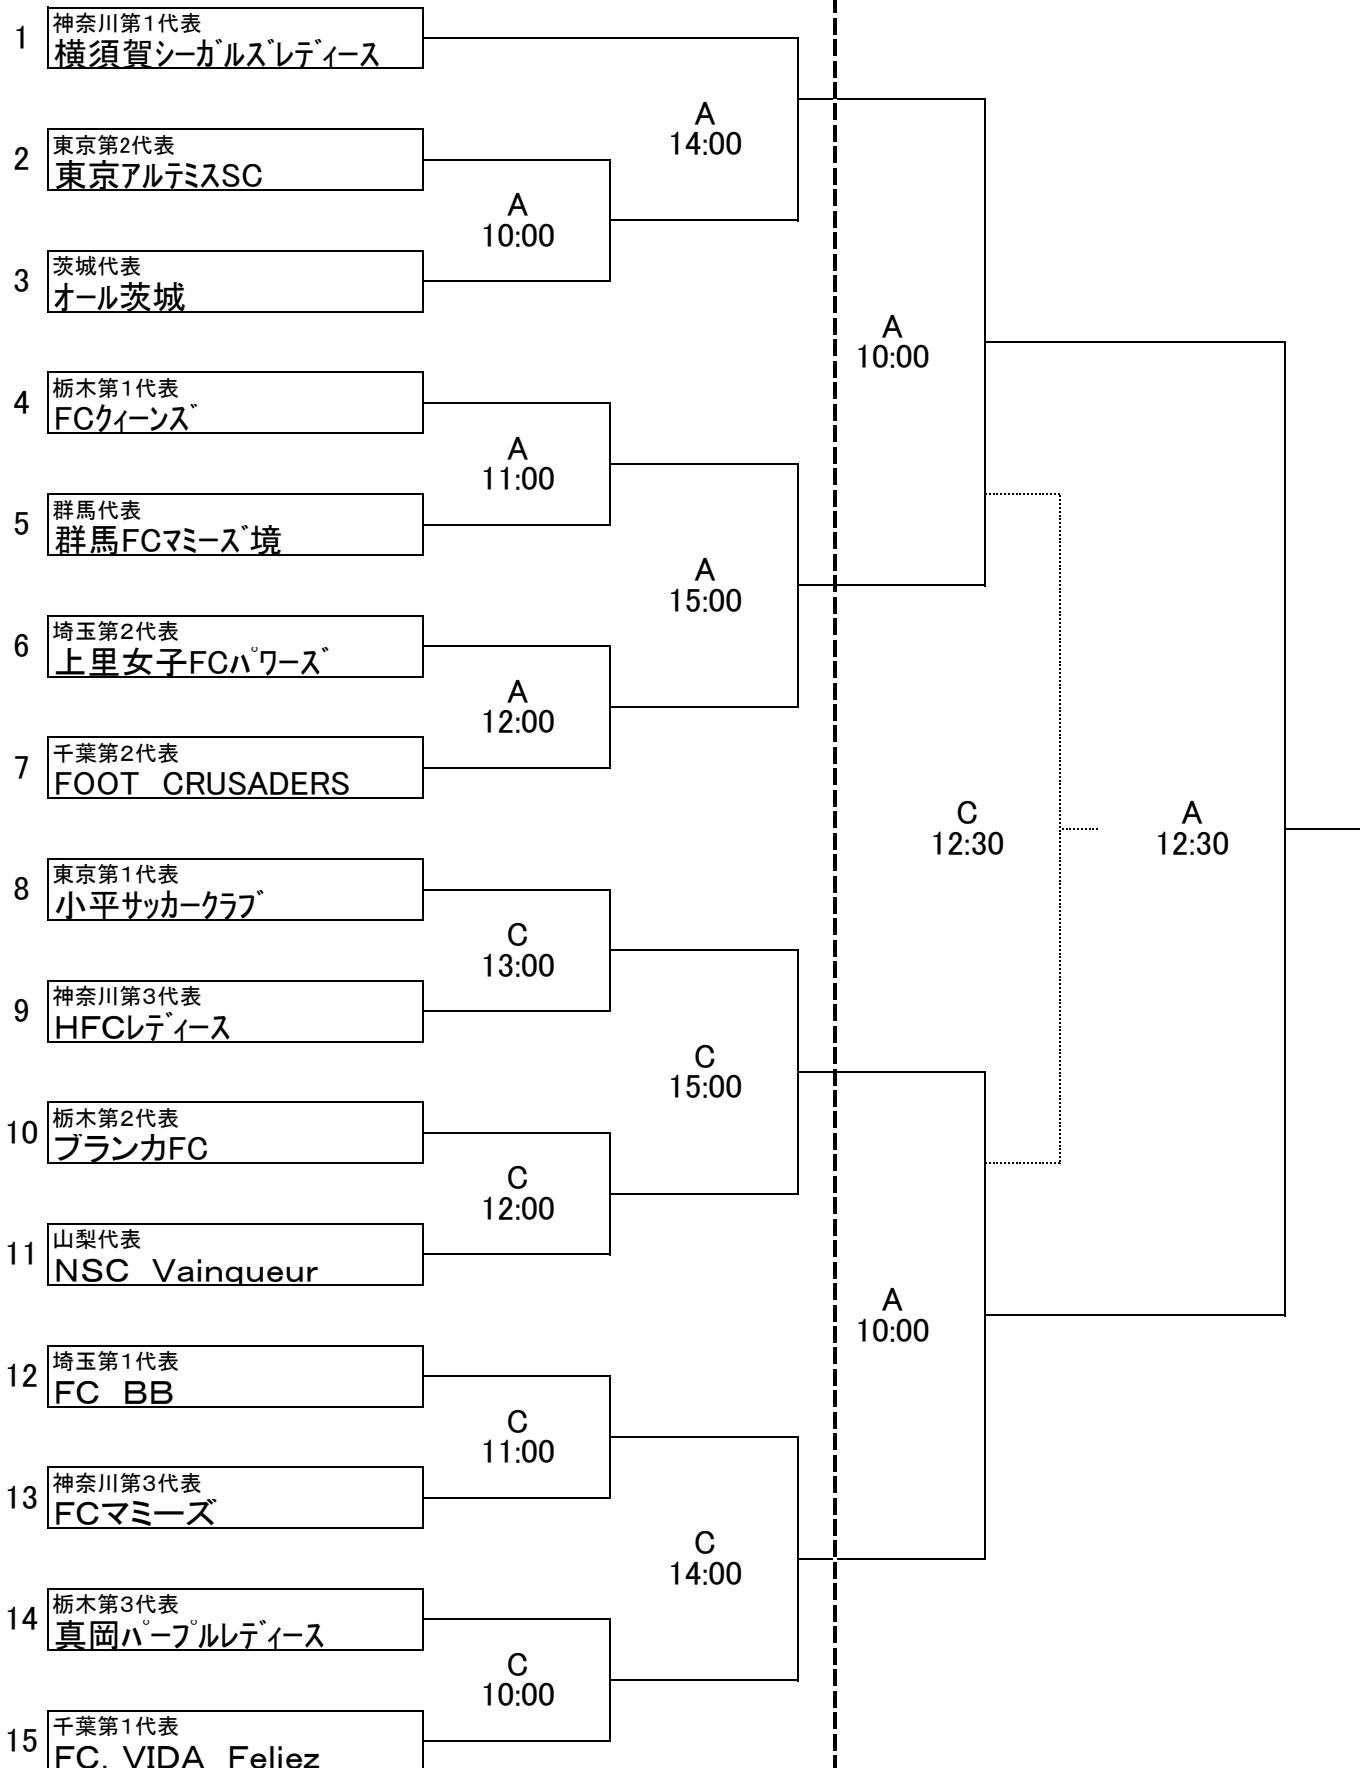 1
神奈川第1代表
横須賀シーガルズレディース
A
14:00
2
東京第2代表
東京アルテミスSC
A
10:00
3
茨城代表
オール茨城
A
10:00
4
栃木第1代表
FCクィーンズ
A
11:00
5
群馬代表
群馬FCマミーズ境
A
15:00
6
埼玉第2代表
上里女子FCパワーズ
A
12:00
7
千葉第2代表
FOOT CRUSADERS
C
12:30
A
12:30
8
東京第1代表
小平サッカークラブ
C
13:00
9
神奈川第3代表
HFCレディース
C
15:00
10
栃木第2代表
ブランカFC
C
12:00
11
山梨代表
NSC Vainqueur
A
10:00
12
埼玉第1代表
FC BB
C
11:00
13
神奈川第3代表
FCマミーズ
C
14:00
14
栃木第3代表
真岡パープルレディース
C
10:00
15
千葉第1代表
FC. VIDA Feliez